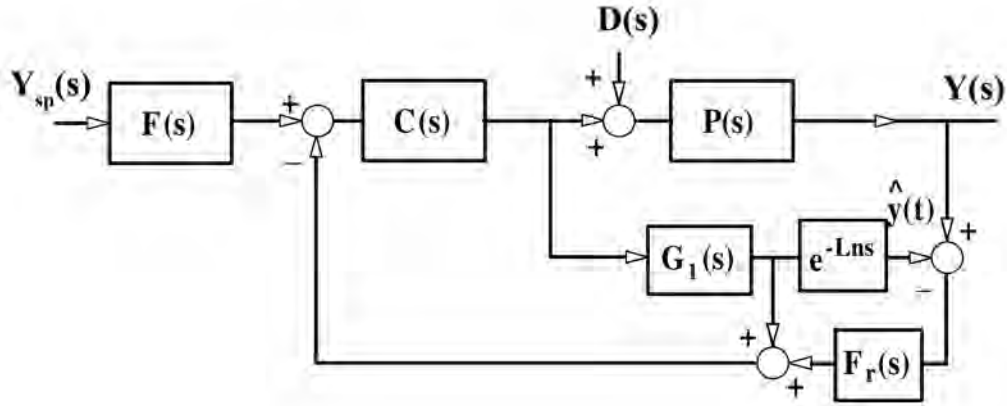 D(s)
Y_sp(s)
F(s)
+
−
C(s)
+
+
P(s)
Y(s)
G_1(s)
e^-Lns
ŷ(t)
+
−
+
+
F_r(s)